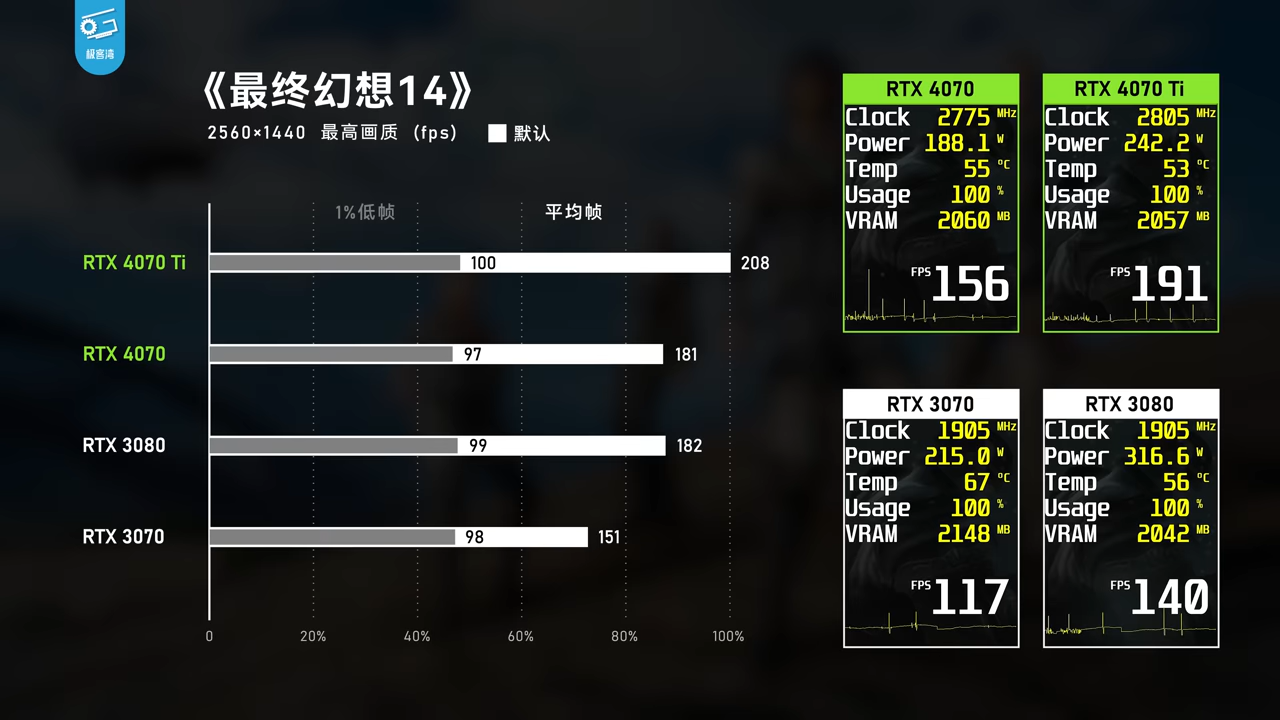 极客湾
《最终幻想14》
2560×1440 最高画质 (fps) 默认
1%低帧 平均帧
RTX 4070 Ti 100 208
RTX 4070 97 181
RTX 3080 99 182
RTX 3070 98 151
0 20% 40% 60% 80% 100%
RTX 4070
Clock 2775 MHz
Power 188.1 W
Temp 55 °C
Usage 100 %
VRAM 2060 MB
FPS 156
RTX 4070 Ti
Clock 2805 MHz
Power 242.2 W
Temp 53 °C
Usage 100 %
VRAM 2057 MB
FPS 191
RTX 3070
Clock 1905 MHz
Power 215.0 W
Temp 67 °C
Usage 100 %
VRAM 2148 MB
FPS 117
RTX 3080
Clock 1905 MHz
Power 316.6 W
Temp 56 °C
Usage 100 %
VRAM 2042 MB
FPS 140